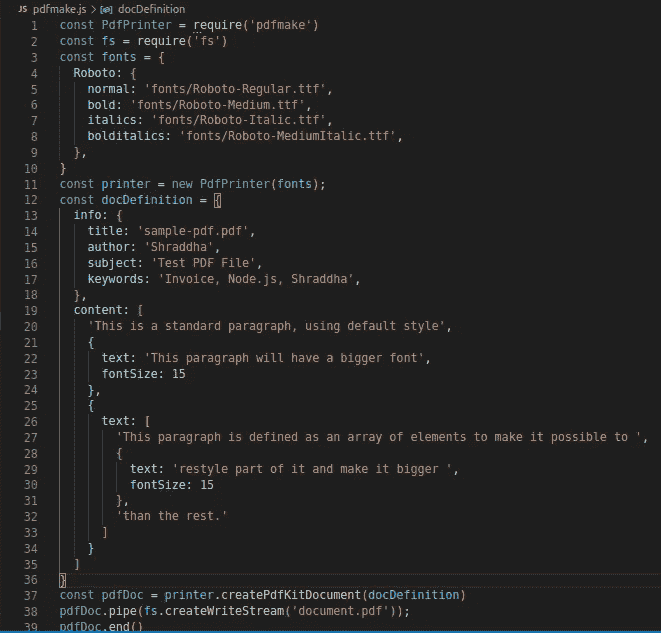 JS pdfmake.js > docDefinition
1 const PdfPrinter = require('pdfmake')
2 const fs = require('fs')
3 const fonts = {
4 Roboto: {
5 normal: 'fonts/Roboto-Regular.ttf',
6 bold: 'fonts/Roboto-Medium.ttf',
7 italics: 'fonts/Roboto-Italic.ttf',
8 bolditalics: 'fonts/Roboto-MediumItalic.ttf',
9 },
10 }
11 const printer = new PdfPrinter(fonts);
12 const docDefinition = {
13 info: {
14 title: 'sample-pdf.pdf',
15 author: 'Shraddha',
16 subject: 'Test PDF File',
17 keywords: 'Invoice, Node.js, Shraddha',
18 },
19 content: [
20 'This is a standard paragraph, using default style',
21 {
22 text: 'This paragraph will have a bigger font',
23 fontSize: 15
24 },
25 {
26 text: [
27 'This paragraph is defined as an array of elements to make it possible to ',
28 {
29 text: 'restyle part of it and make it bigger ',
30 fontSize: 15
31 },
32 'than the rest.'
33 ]
34 }
35 ]
36 }
37 const pdfDoc = printer.createPdfKitDocument(docDefinition)
38 pdfDoc.pipe(fs.createWriteStream('document.pdf'));
39 pdfDoc.end()